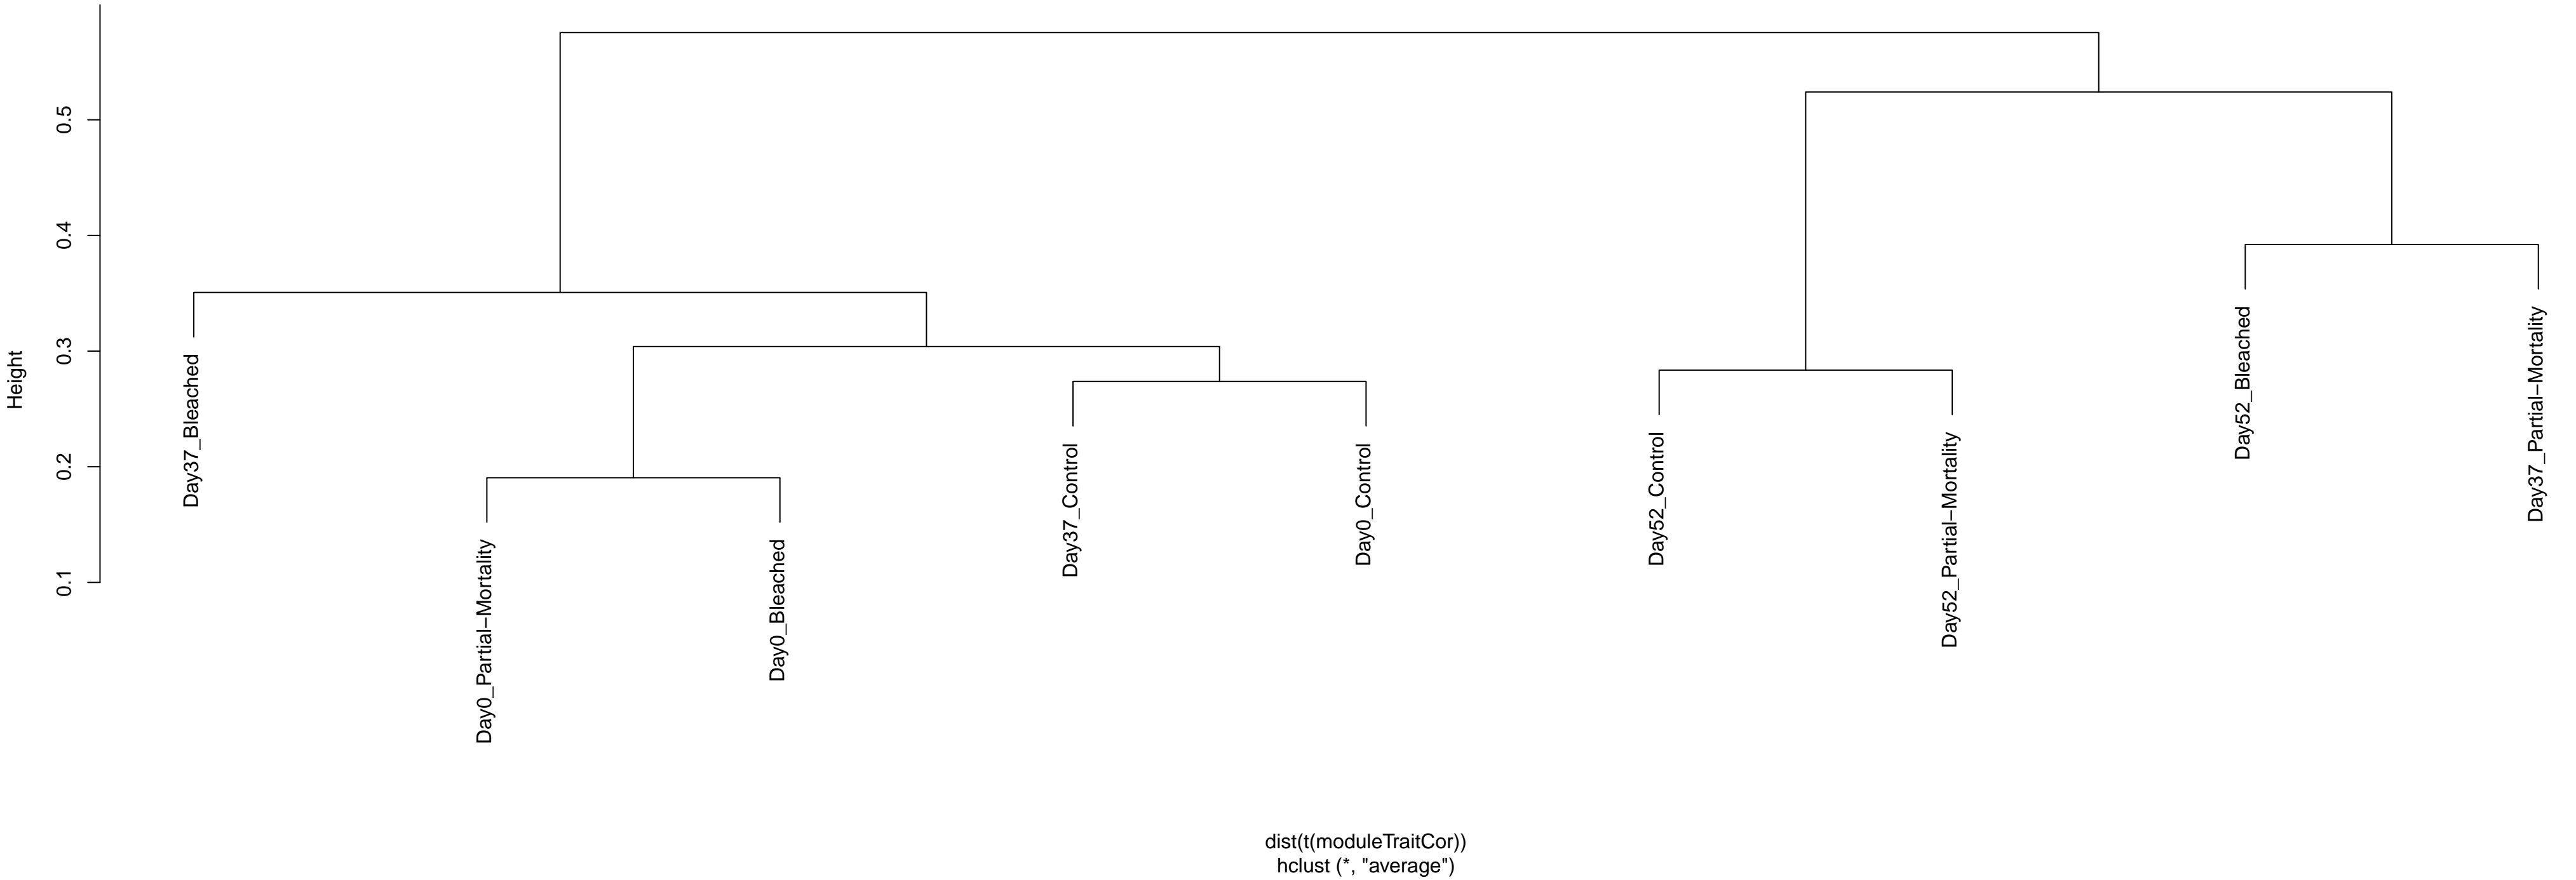 Height
0.5
0.4
0.3
0.2
0.1
Day37_Bleached
Day0_Partial−Mortality
Day0_Bleached
Day37_Control
Day0_Control
Day52_Control
Day52_Partial−Mortality
Day52_Bleached
Day37_Partial−Mortality
dist(t(moduleTraitCor))
hclust (*, "average")